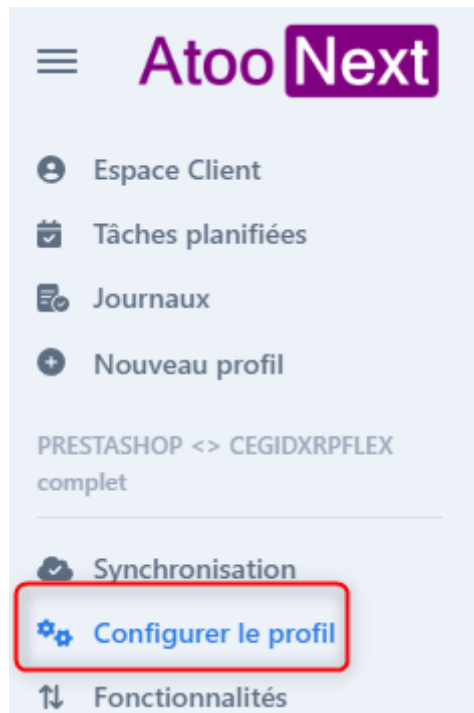 Atoo Next
Espace Client
Tâches planifiées
Journaux
Nouveau profil
PRESTASHOP <> CEGIDXRPFLEX
complet
Synchronisation
Configurer le profil
Fonctionnalités